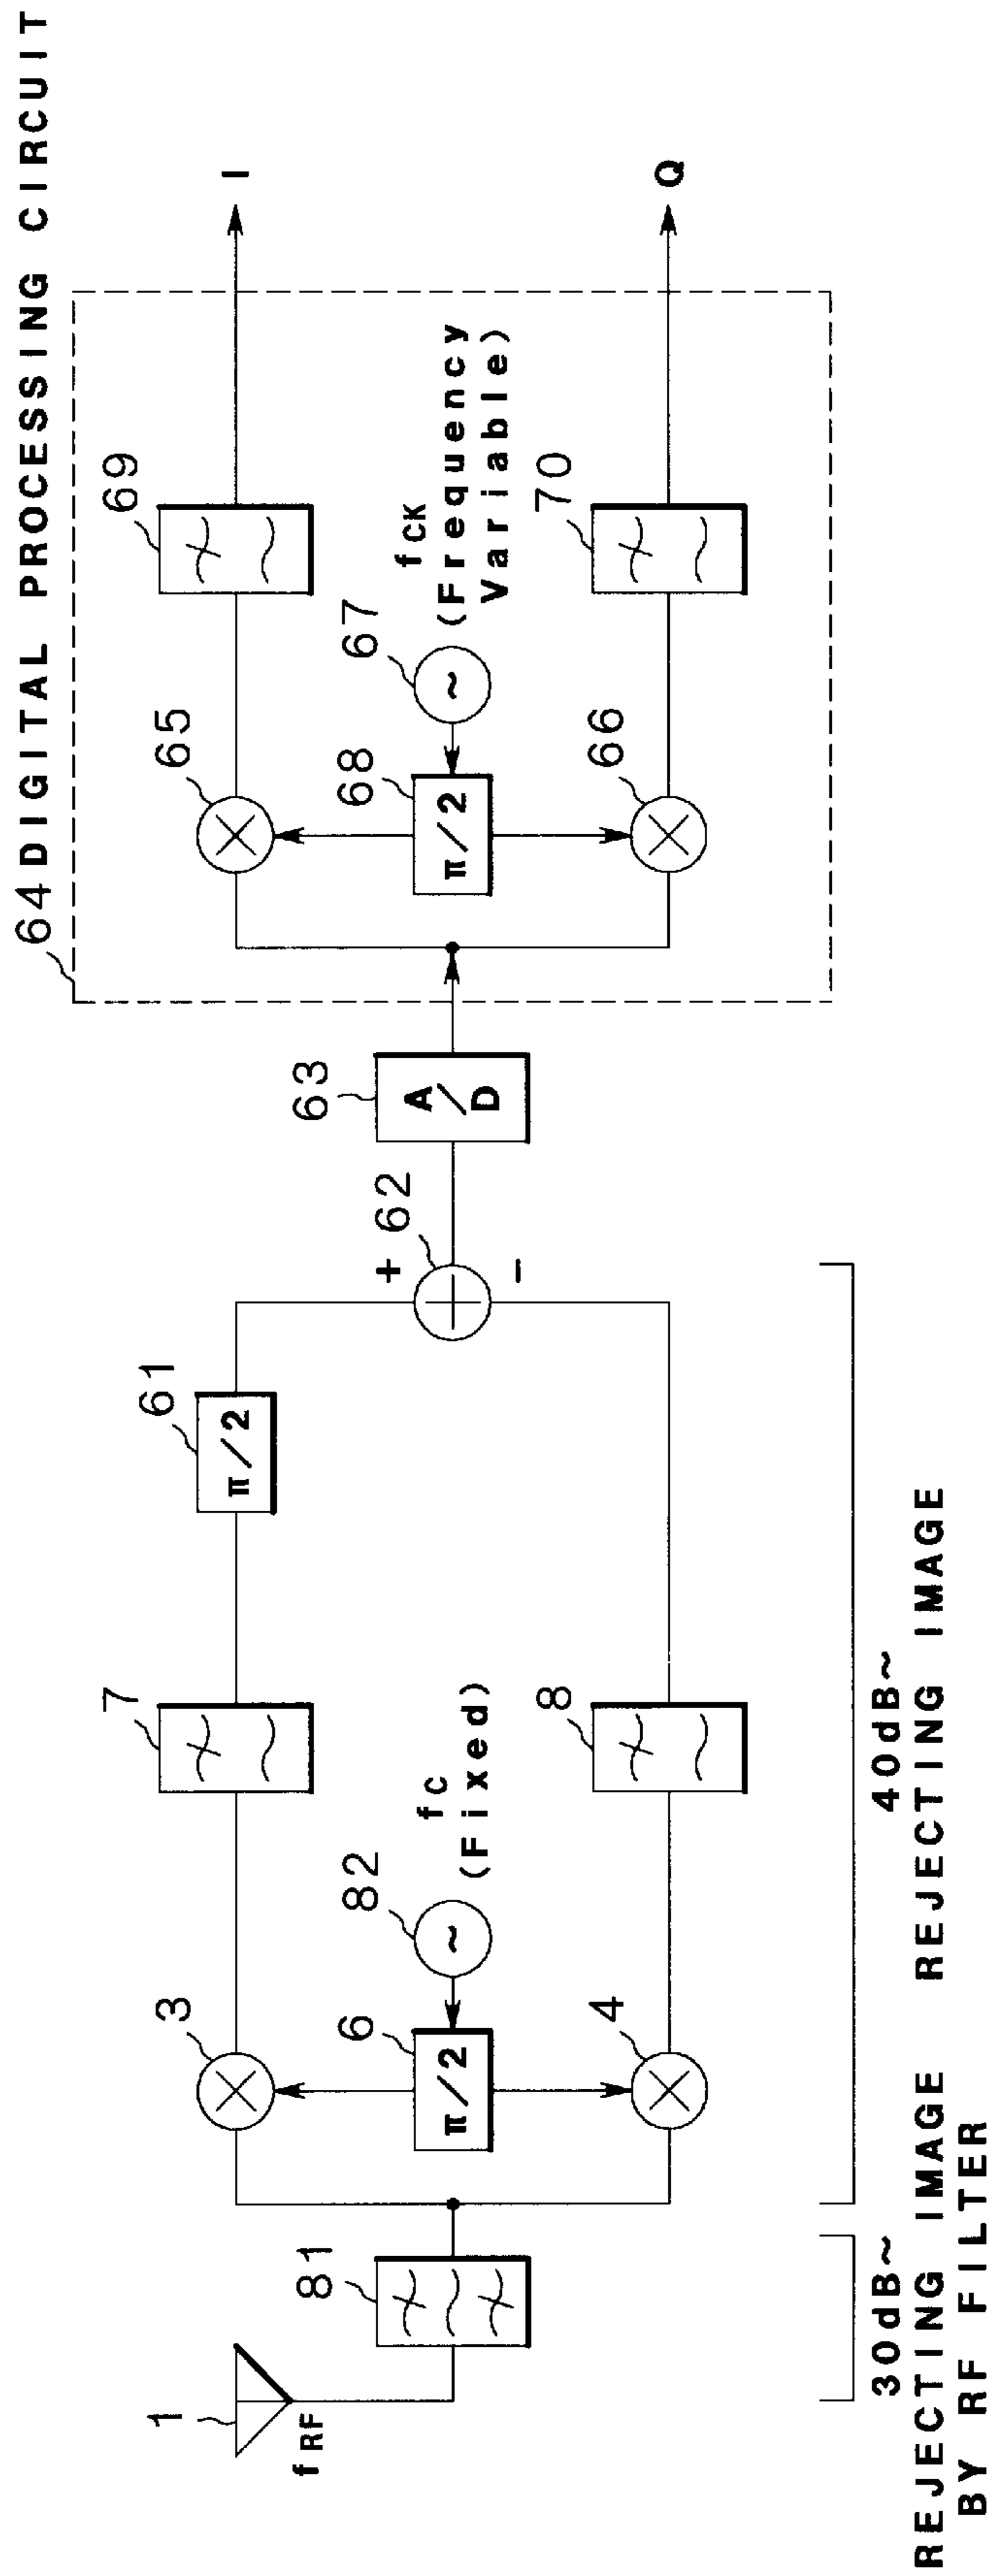 64 DIGITAL PROCESSING CIRCUIT
1
fRF
81
3
6
π/2
4
82
fC
(Fixed)
7
8
61
π/2
+
62
−
63
A/D
65
68
π/2
66
67
fCK
(Frequency
Variable)
69
70
I
Q
30dB~
REJECTING IMAGE
BY RF FILTER
40dB~
REJECTING IMAGE